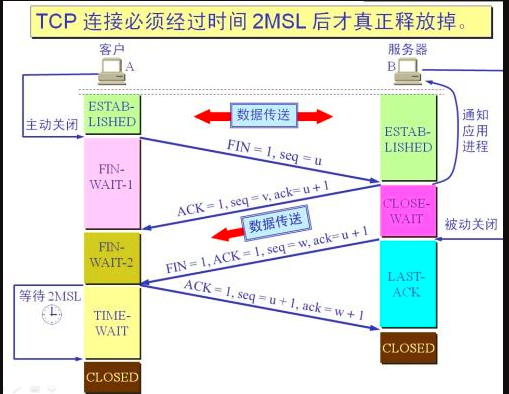 TCP 连接必须经过时间 2MSL 后才真正释放掉。
客户
服务器
A
B
ESTAB-
LISHED
主动关闭
数据传送
ESTAB-
LISHED
通知
应用
进程
FIN = 1, seq = u
FIN-
WAIT-1
ACK = 1, seq = v, ack= u + 1
CLOSE-
WAIT
数据传送
被动关闭
FIN-
WAIT-2
FIN = 1, ACK = 1, seq = w, ack= u + 1
LAST-
ACK
等待 2MSL
ACK = 1, seq = u + 1, ack = w + 1
TIME-
WAIT
CLOSED
CLOSED